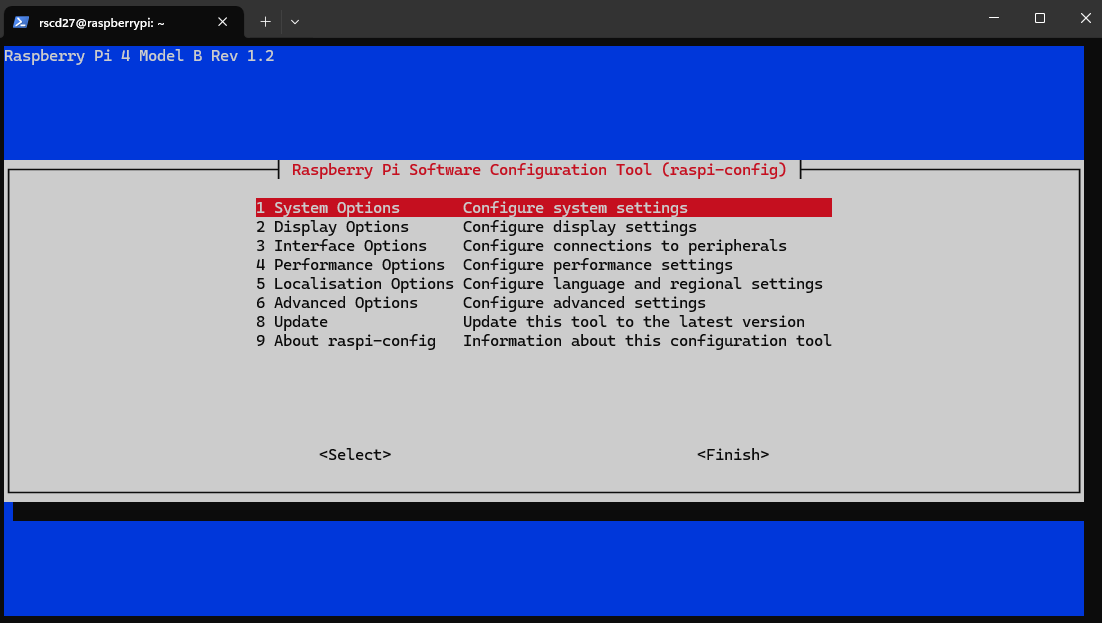 rscd27@raspberrypi: ~
Raspberry Pi 4 Model B Rev 1.2
Raspberry Pi Software Configuration Tool (raspi-config)
1 System Options       Configure system settings
2 Display Options      Configure display settings
3 Interface Options    Configure connections to peripherals
4 Performance Options  Configure performance settings
5 Localisation Options Configure language and regional settings
6 Advanced Options     Configure advanced settings
8 Update               Update this tool to the latest version
9 About raspi-config   Information about this configuration tool
<Select>                                  <Finish>